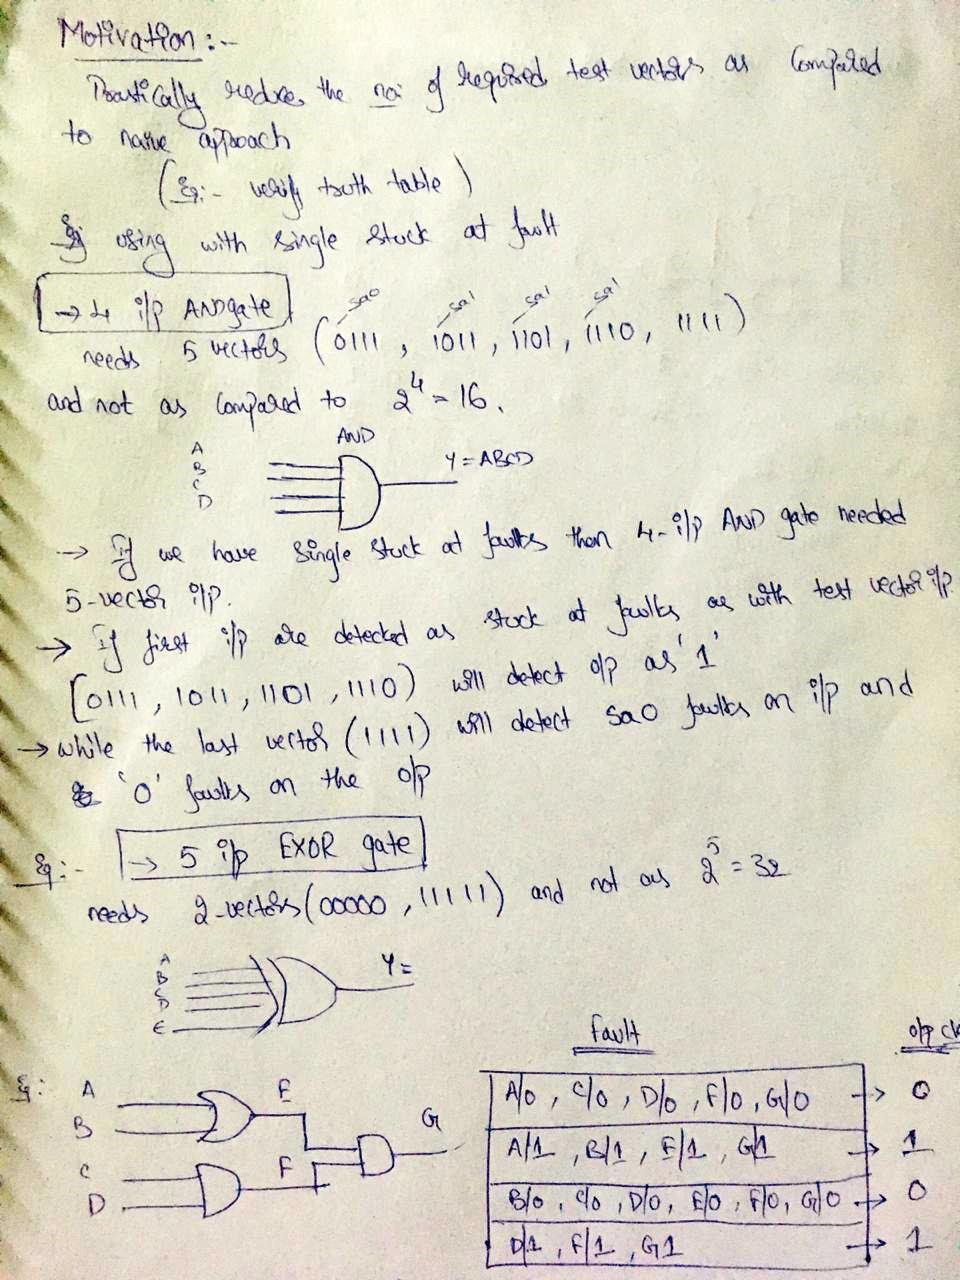 Motivation :-
Drastically reduces the no: of required test vectors as compared
to naive approach
(Eg:- verify truth table)
Eg using with single stuck at fault
→ 4 i/p AND gate
sa0 sa1 sa1 sa1
needs 5 vectors (0111, 1011, 1101, 1110, 1111)
and not as compared to 2^4 = 16.
AND
A
B
C
D
Y = ABCD
→ If we have single stuck at faults then 4-i/p AND gate needed
5-vector i/p.
→ If first i/p are detected as stuck at faults as with test vector i/p
[0111, 1011, 1101, 1110) will detect o/p as '1'
→ while the last vector (1111) will detect sa0 faults on i/p and
'0' faults on the o/p
Eg:- → 5 i/p EXOR gate
needs 2-vectors (00000, 11111) and not as 2^5 = 32
A
B
C
D
E
Y =
Fault
o/p
Eg:
A
B
C
D
E
F
G
A/0, C/0, D/0, F/0, G/0 → 0
A/1, B/1, E/1, G/1 → 1
B/0, C/0, D/0, E/0, F/0, G/0 → 0
D/1, F/1, G1 → 1